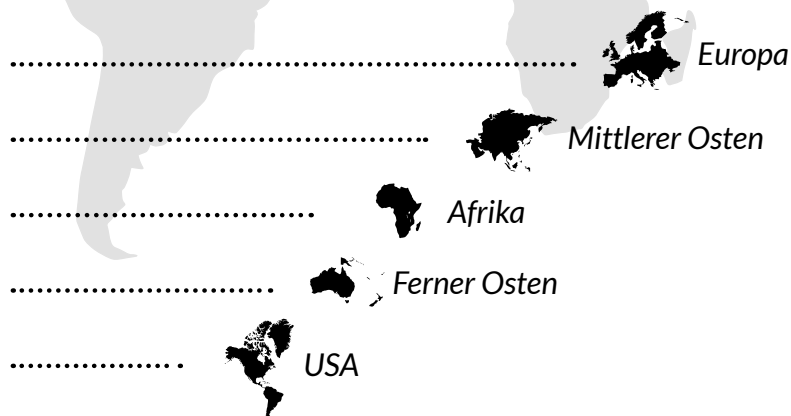 Europa
Mittlerer Osten
Afrika
Ferner Osten
USA